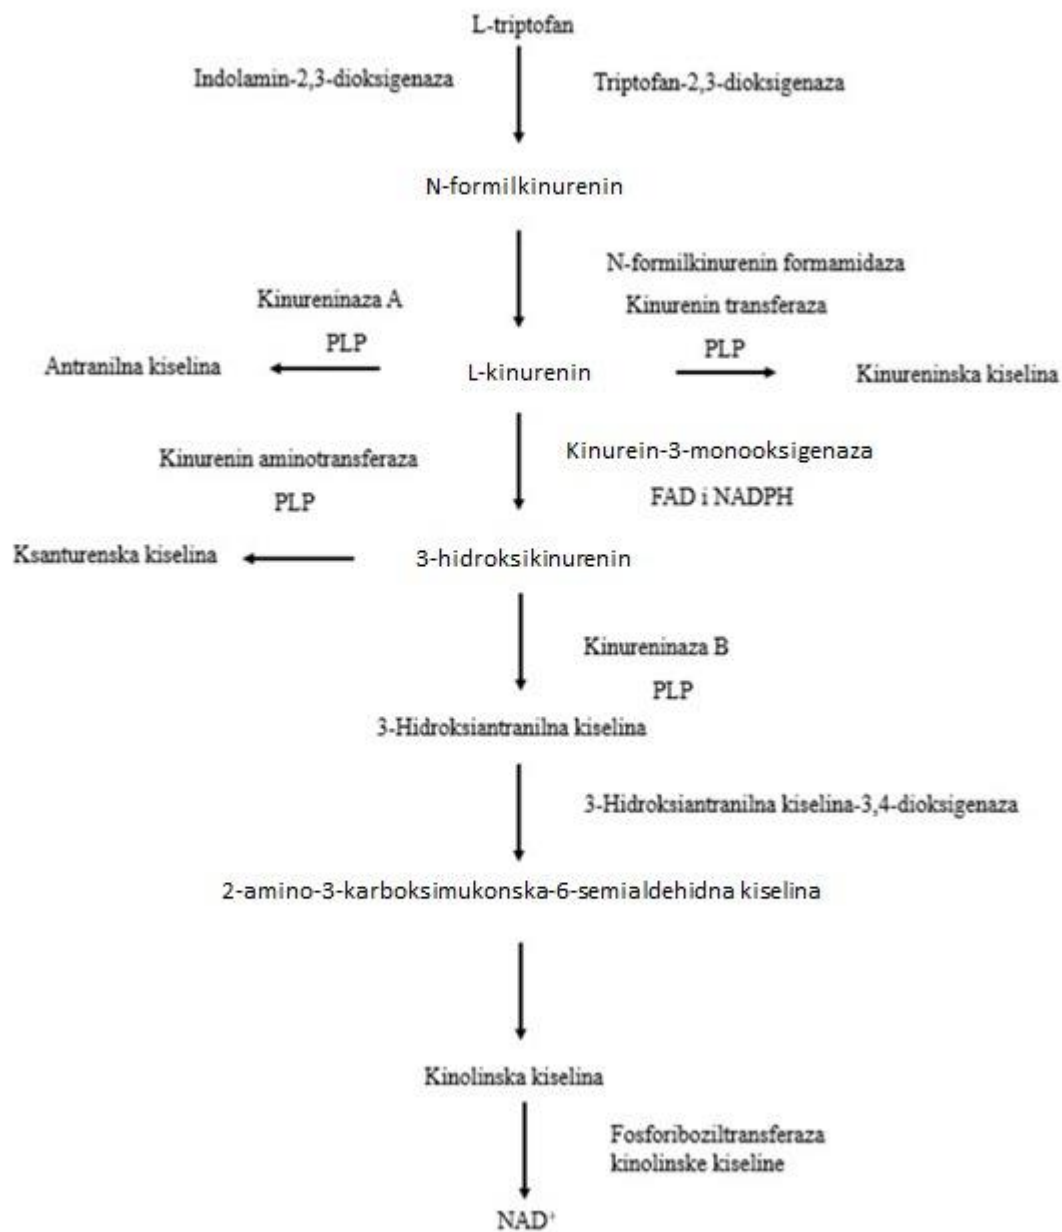 L-triptofan
Indolamin-2,3-dioksigenaza
Triptofan-2,3-dioksigenaza
N-formilkinurenin
N-formilkinurenin formamidaza
Kinureninaza A
Kinurenin transferaza
PLP
PLP
Antranilna kiselina
L-kinurenin
Kinureninska kiselina
Kinurenin aminotransferaza
Kinurein-3-monooksigenaza
PLP
FAD i NADPH
Ksanturenska kiselina
3-hidroksikinurenin
Kinureninaza B
PLP
3-Hidroksiantranilna kiselina
3-Hidroksiantranilna kiselina-3,4-dioksigenaza
2-amino-3-karboksimukonska-6-semialdehidna kiselina
Kinolinska kiselina
Fosforiboziltransferaza
kinolinske kiseline
NAD⁺